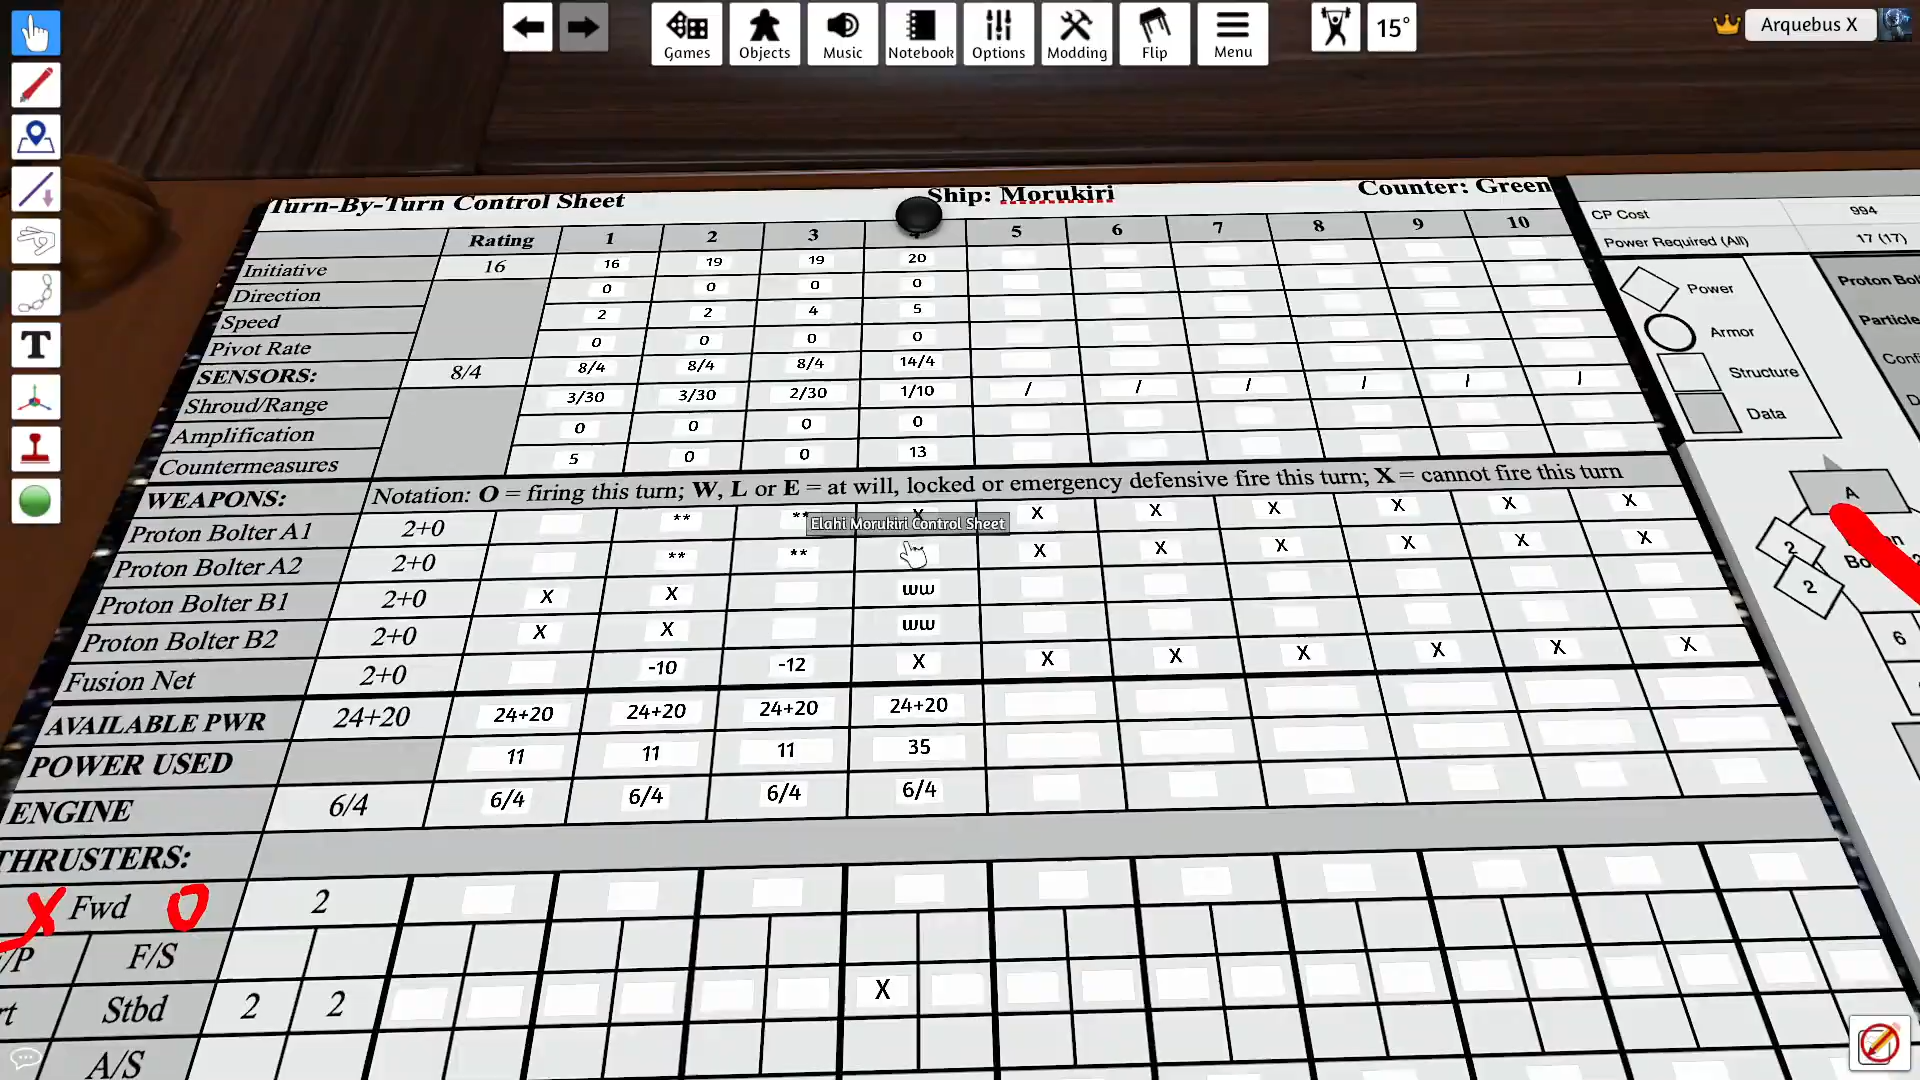 Games Objects Music Notebook Options Modding Flip Menu 15° Arquebus X
Turn-By-Turn Control Sheet Ship: Morukiri Counter: Green
Rating 1 2 3 4 5 6 7 8 9 10
Initiative 16 16 19 19 20
Direction 0 0 0 0
Speed 2 2 4 5
Pivot Rate 0 0 0 0
SENSORS: 8/4 8/4 8/4 8/4 14/4
Shroud/Range 3/30 3/30 2/30 1/10 / / / / / /
Amplification 0 0 0 0
Countermeasures 5 0 0 13
WEAPONS: Notation: O = firing this turn; W, L or E = at will, locked or emergency defensive fire this turn; X = cannot fire this turn
Proton Bolter A1 2+0 ** ** X X X X X X X
Elahi Morukiri Control Sheet
Proton Bolter A2 2+0 ** ** X X X X X X
Proton Bolter B1 2+0 X X ww
Proton Bolter B2 2+0 X X ww
Fusion Net 2+0 -10 -12 X X X X X X X
AVAILABLE PWR 24+20 24+20 24+20 24+20 24+20
POWER USED 11 11 11 35
ENGINE 6/4 6/4 6/4 6/4 6/4
THRUSTERS:
X Fwd O 2
/P F/S
rt Stbd 2 2 X
A/S
CP Cost 994
Power Required (All) 17 (17)
Power
Armor
Structure
Data
Proton Bol
Particle
Confi
A
2
2
6